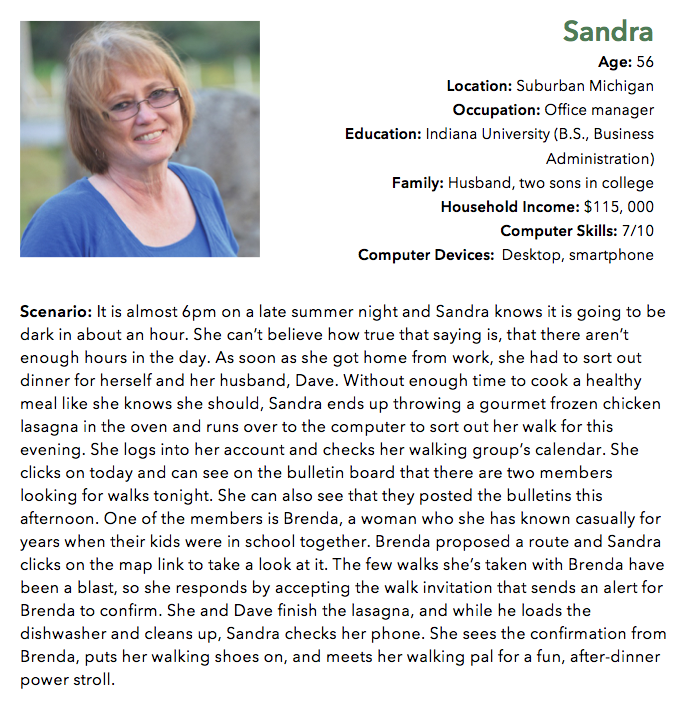 Sandra
Age: 56
Location: Suburban Michigan
Occupation: Office manager
Education: Indiana University (B.S., Business
Administration)
Family: Husband, two sons in college
Household Income: $115, 000
Computer Skills: 7/10
Computer Devices: Desktop, smartphone
Scenario: It is almost 6pm on a late summer night and Sandra knows it is going to be
dark in about an hour. She can't believe how true that saying is, that there aren't
enough hours in the day. As soon as she got home from work, she had to sort out
dinner for herself and her husband, Dave. Without enough time to cook a healthy
meal like she knows she should, Sandra ends up throwing a gourmet frozen chicken
lasagna in the oven and runs over to the computer to sort out her walk for this
evening. She logs into her account and checks her walking group's calendar. She
clicks on today and can see on the bulletin board that there are two members
looking for walks tonight. She can also see that they posted the bulletins this
afternoon. One of the members is Brenda, a woman who she has known casually for
years when their kids were in school together. Brenda proposed a route and Sandra
clicks on the map link to take a look at it. The few walks she's taken with Brenda have
been a blast, so she responds by accepting the walk invitation that sends an alert for
Brenda to confirm. She and Dave finish the lasagna, and while he loads the
dishwasher and cleans up, Sandra checks her phone. She sees the confirmation from
Brenda, puts her walking shoes on, and meets her walking pal for a fun, after-dinner
power stroll.